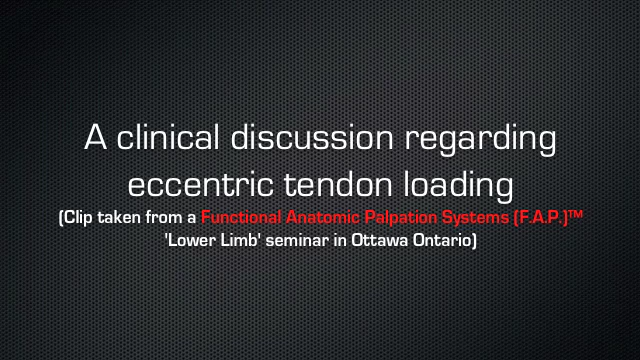 A clinical discussion regarding
eccentric tendon loading
(Clip taken from a Functional Anatomic Palpation Systems (F.A.P.)™
'Lower Limb' seminar in Ottawa Ontario)